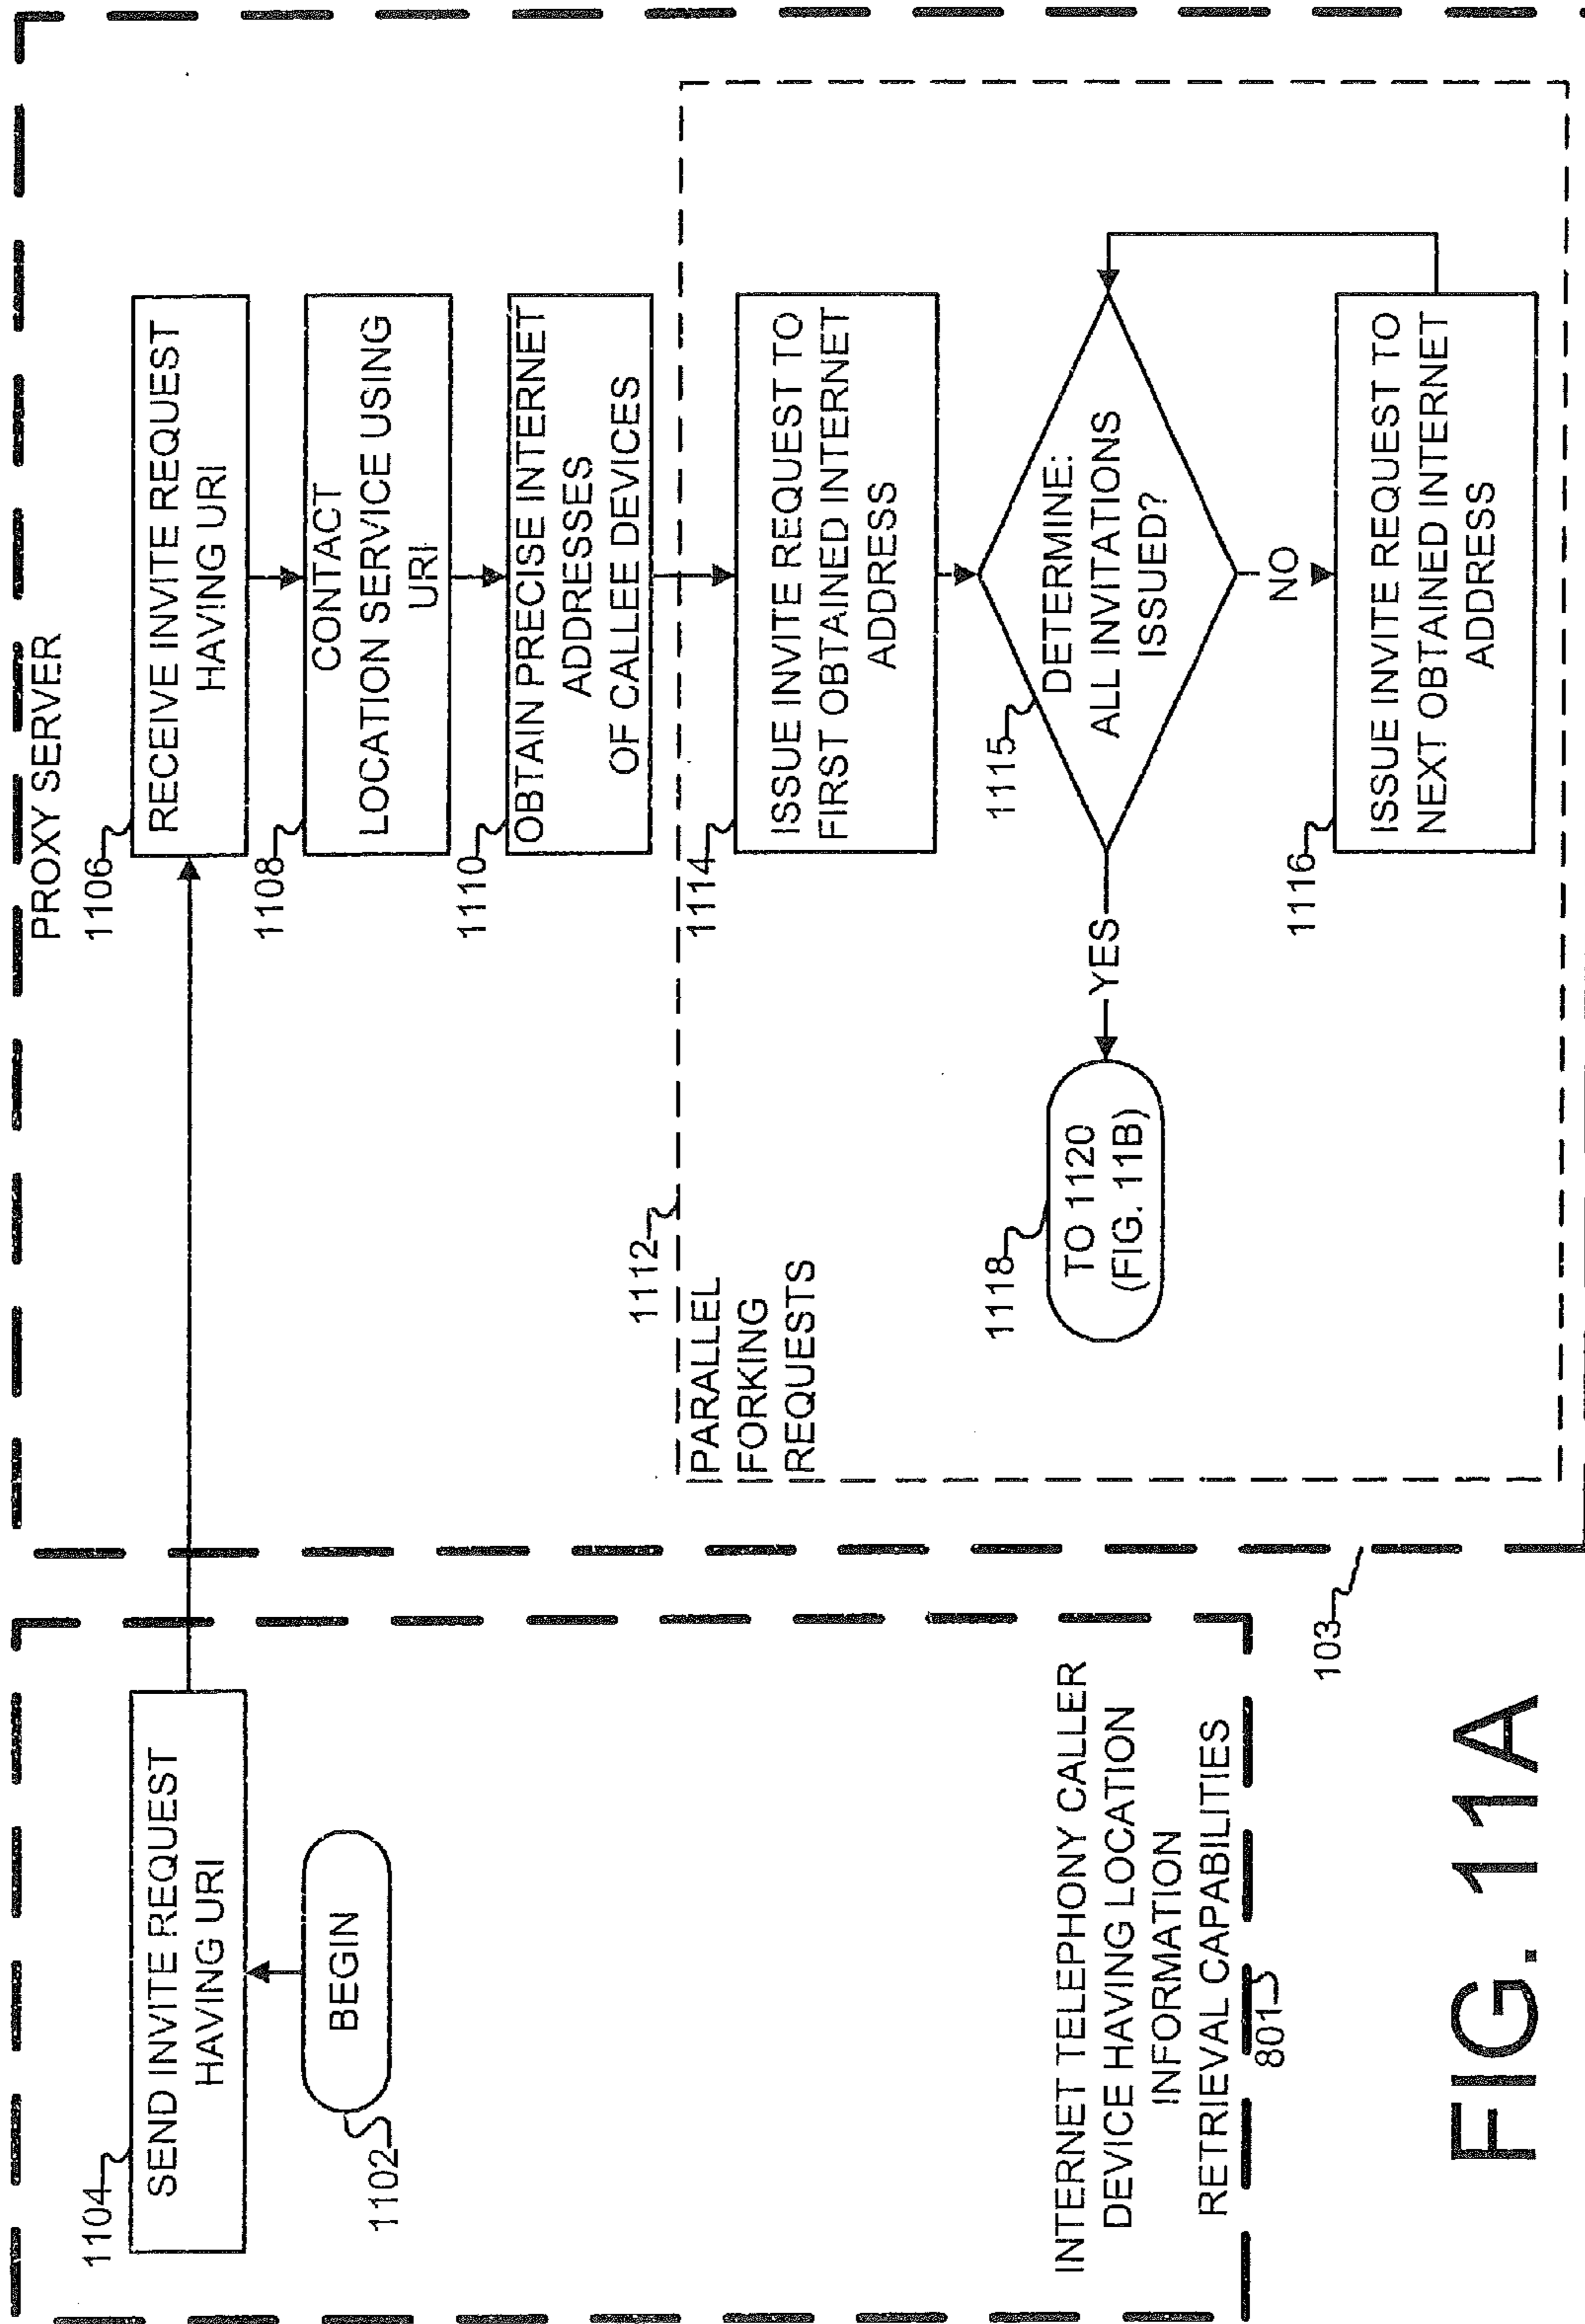 PROXY SERVER
1104
SEND INVITE REQUEST
HAVING URI
1102
BEGIN
INTERNET TELEPHONY CALLER
DEVICE HAVING LOCATION
INFORMATION
RETRIEVAL CAPABILITIES
801
1106
RECEIVE INVITE REQUEST
HAVING URI
1108
CONTACT
LOCATION SERVICE USING
URI
1110
OBTAIN PRECISE INTERNET
ADDRESSES
OF CALLEE DEVICES
1112
PARALLEL
FORKING
REQUESTS
1114
ISSUE INVITE REQUEST TO
FIRST OBTAINED INTERNET
ADDRESS
1115
DETERMINE:
ALL INVITATIONS
ISSUED?
YES
NO
1118
TO 1120
(FIG. 11B)
1116
ISSUE INVITE REQUEST TO
NEXT OBTAINED INTERNET
ADDRESS
103
FIG. 11A